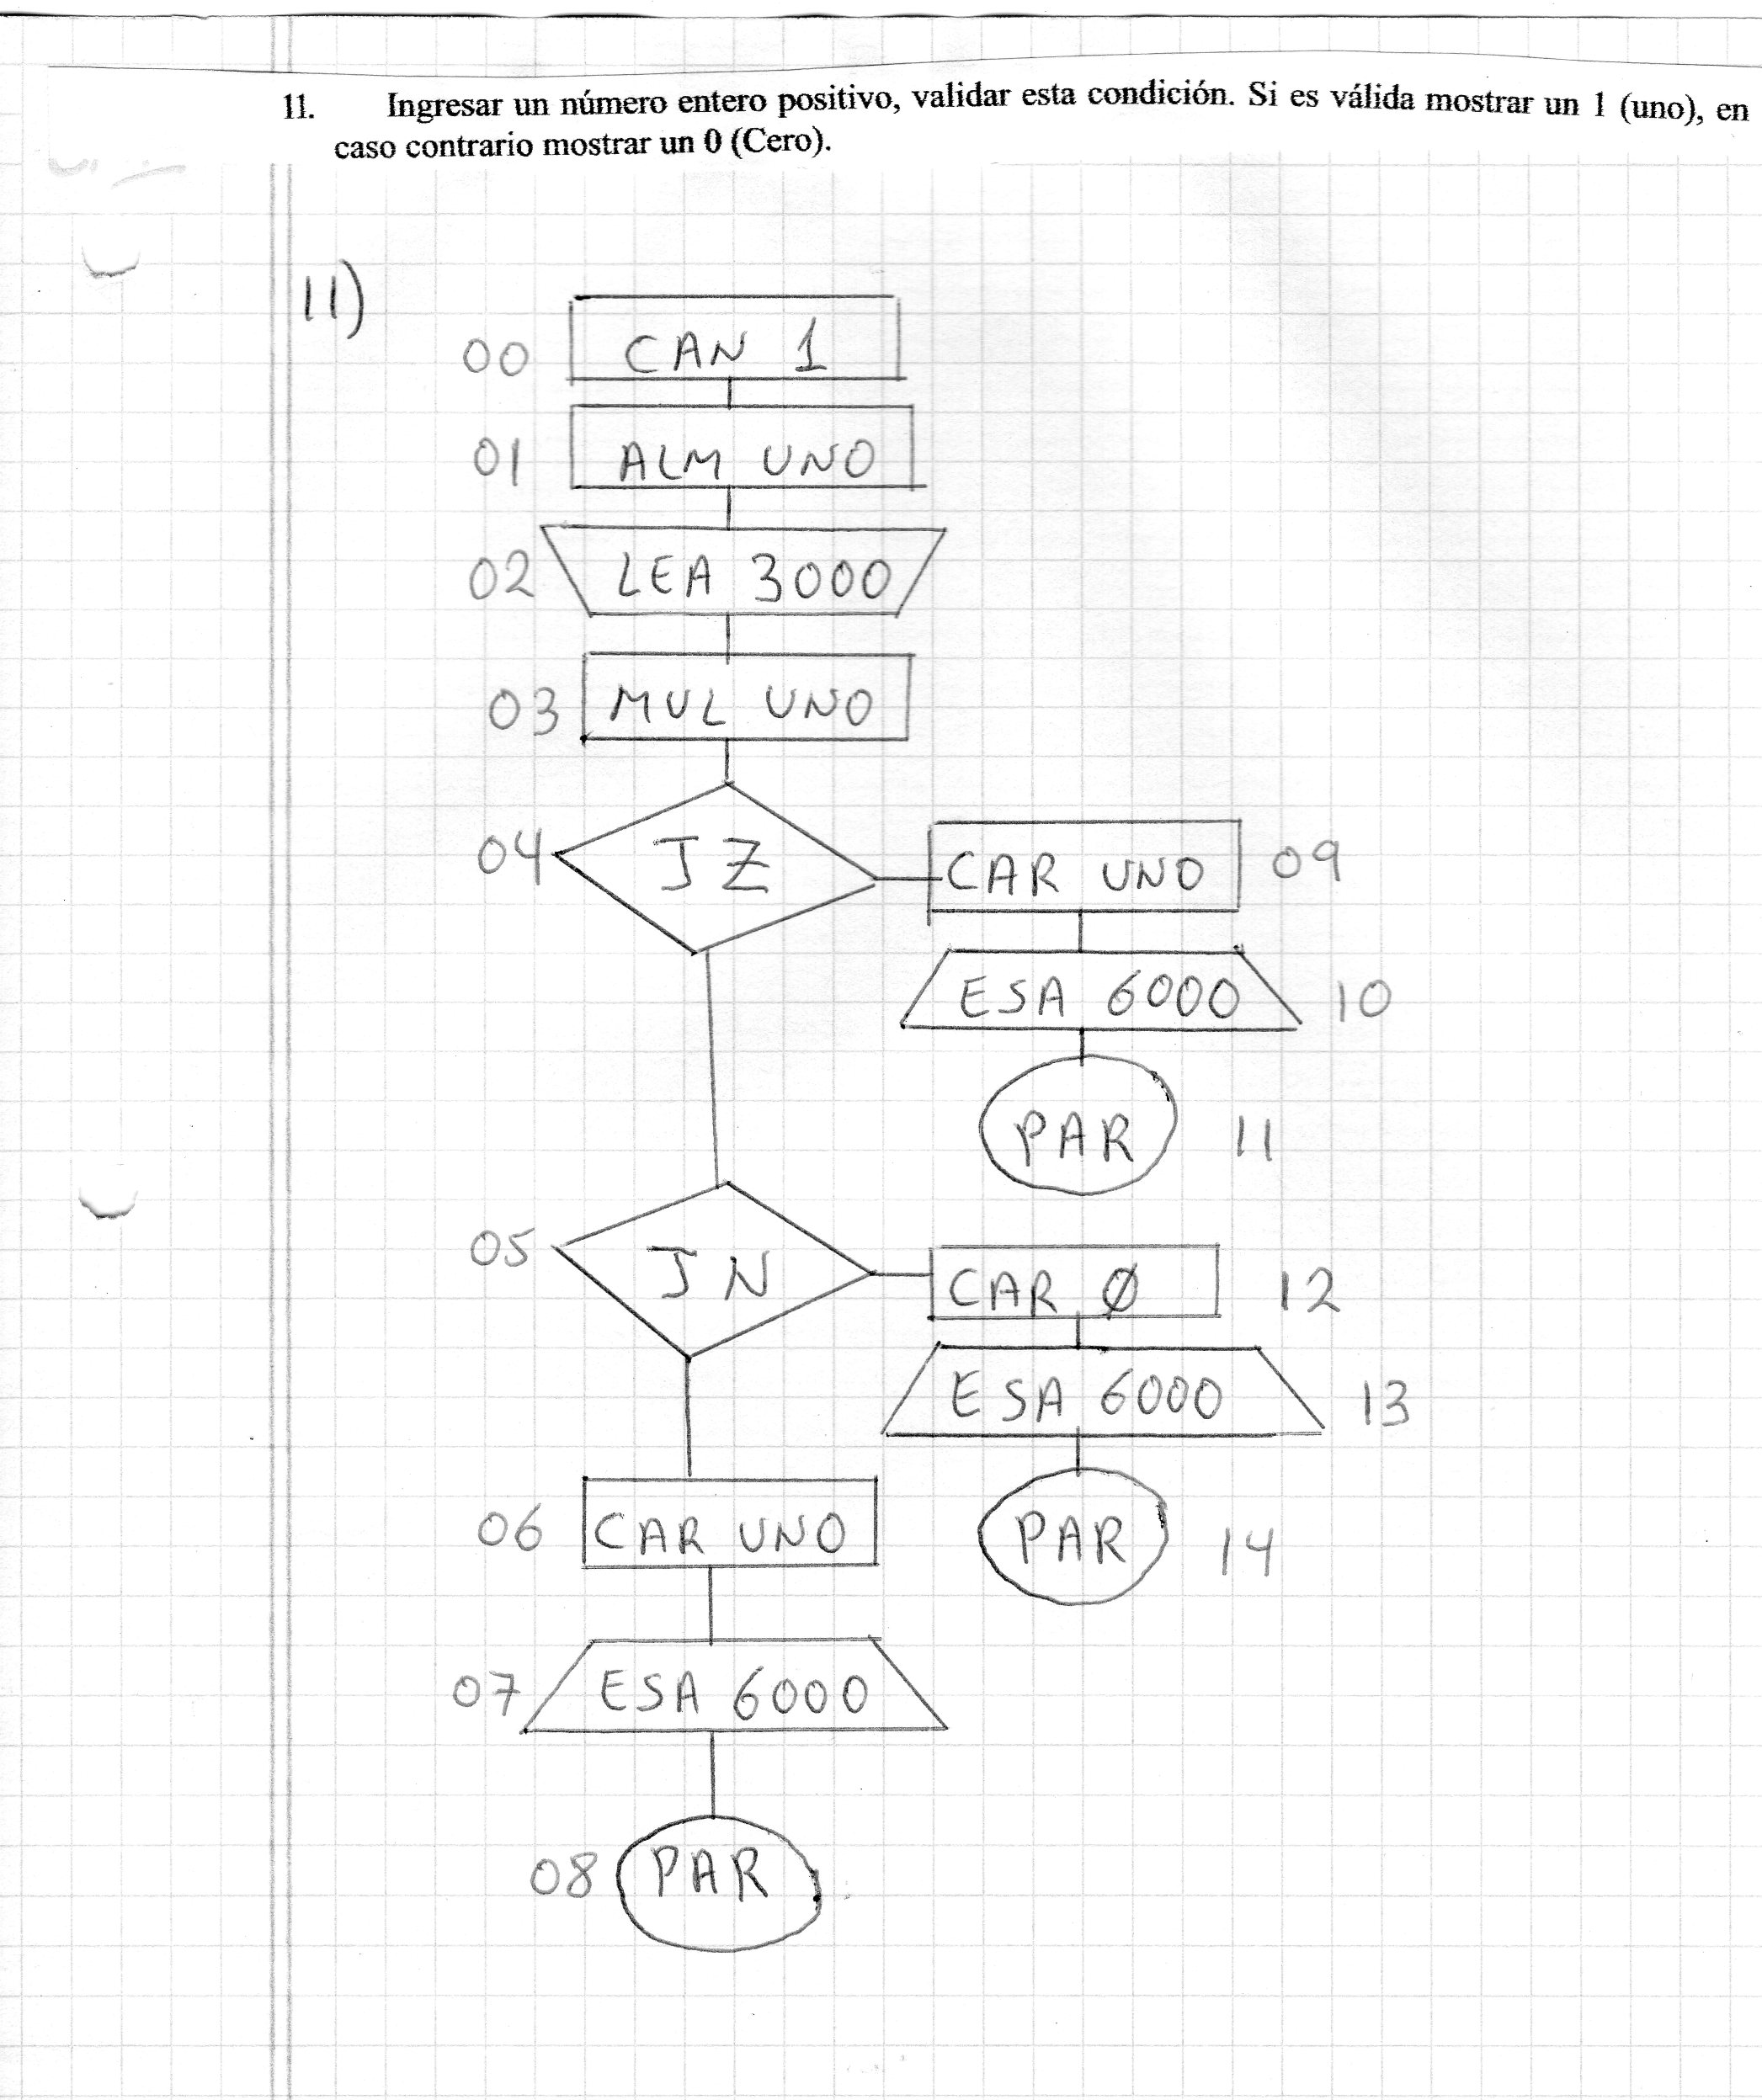 11. Ingresar un número entero positivo, validar esta condición. Si es válida mostrar un 1 (uno), en
caso contrario mostrar un 0 (Cero).
11)
00 CAN 1
01 ALM UNO
02 LEA 3000
03 MUL UNO
04 JZ CAR UNO 09
ESA 6000 10
PAR 11
05 JN CAR Ø 12
ESA 6000 13
PAR 14
06 CAR UNO
07 ESA 6000
08 PAR